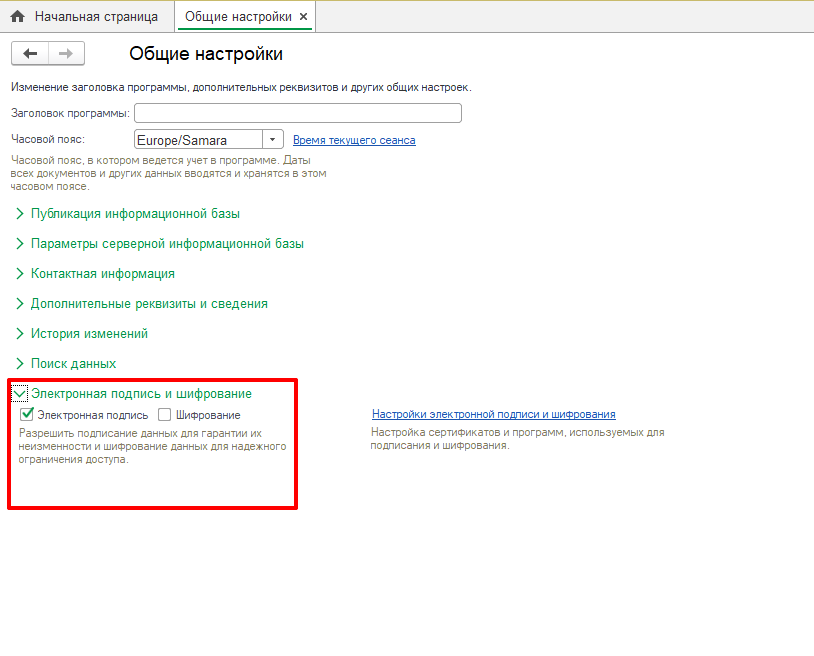 Начальная страница
Общие настройки ×
Общие настройки
Изменение заголовка программы, дополнительных реквизитов и других общих настроек.
Заголовок программы:
Часовой пояс: Europe/Samara Время текущего сеанса
Часовой пояс, в котором ведется учет в программе. Даты
всех документов и других данных вводятся и хранятся в этом
часовом поясе.
Публикация информационной базы
Параметры серверной информационной базы
Контактная информация
Дополнительные реквизиты и сведения
История изменений
Поиск данных
Электронная подпись и шифрование
Электронная подпись Шифрование
Разрешить подписание данных для гарантии их
неизменности и шифрование данных для надежного
ограничения доступа.
Настройки электронной подписи и шифрования
Настройка сертификатов и программ, используемых для
подписания и шифрования.